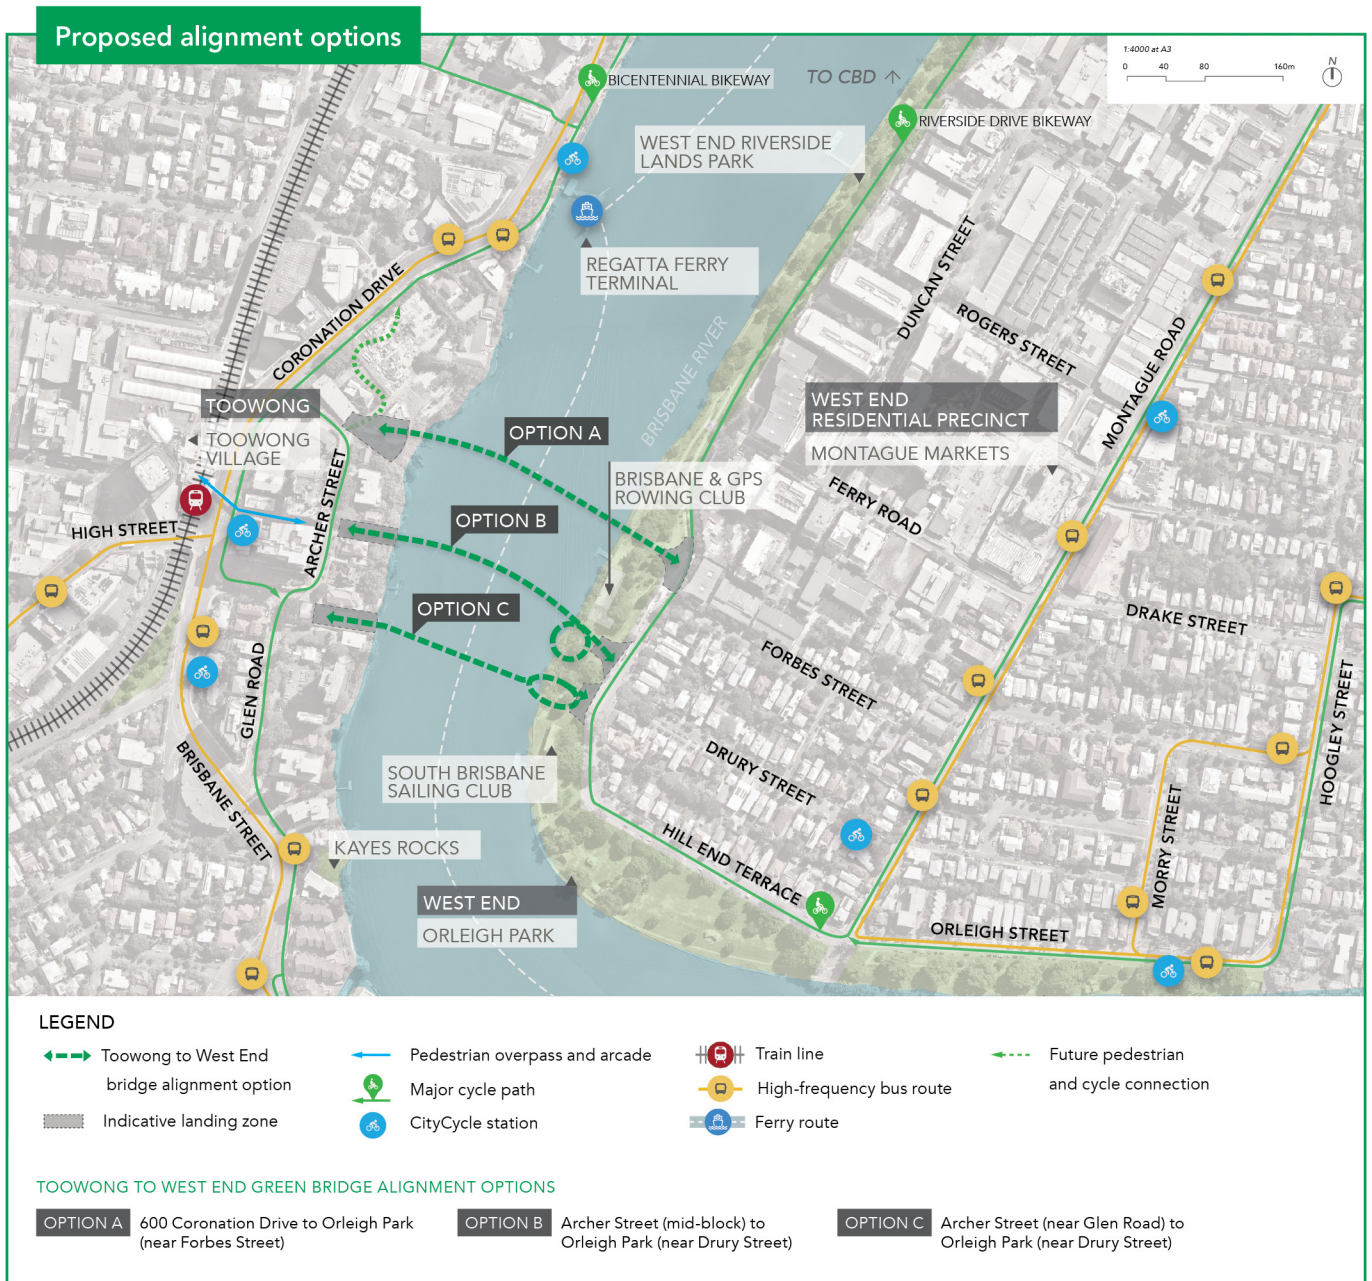 Proposed alignment options
1:4000 at A3
0 40 80 160m
N
BICENTENNIAL BIKEWAY
TO CBD
RIVERSIDE DRIVE BIKEWAY
WEST END RIVERSIDE
LANDS PARK
REGATTA FERRY
TERMINAL
CORONATION DRIVE
BRISBANE RIVER
DUNCAN STREET
ROGERS STREET
MONTAGUE ROAD
TOOWONG
TOOWONG
VILLAGE
OPTION A
WEST END
RESIDENTIAL PRECINCT
MONTAGUE MARKETS
BRISBANE & GPS
ROWING CLUB
FERRY ROAD
HIGH STREET
ARCHER STREET
OPTION B
OPTION C
DRAKE STREET
FORBES STREET
GLEN ROAD
HOOGLEY STREET
BRISBANE STREET
SOUTH BRISBANE
SAILING CLUB
DRURY STREET
MORRY STREET
KAYES ROCKS
HILL END TERRACE
WEST END
ORLEIGH PARK
ORLEIGH STREET
LEGEND
Toowong to West End
bridge alignment option
Indicative landing zone
Pedestrian overpass and arcade
Major cycle path
CityCycle station
Train line
High-frequency bus route
Ferry route
Future pedestrian
and cycle connection
TOOWONG TO WEST END GREEN BRIDGE ALIGNMENT OPTIONS
OPTION A
600 Coronation Drive to Orleigh Park
(near Forbes Street)
OPTION B
Archer Street (mid-block) to
Orleigh Park (near Drury Street)
OPTION C
Archer Street (near Glen Road) to
Orleigh Park (near Drury Street)